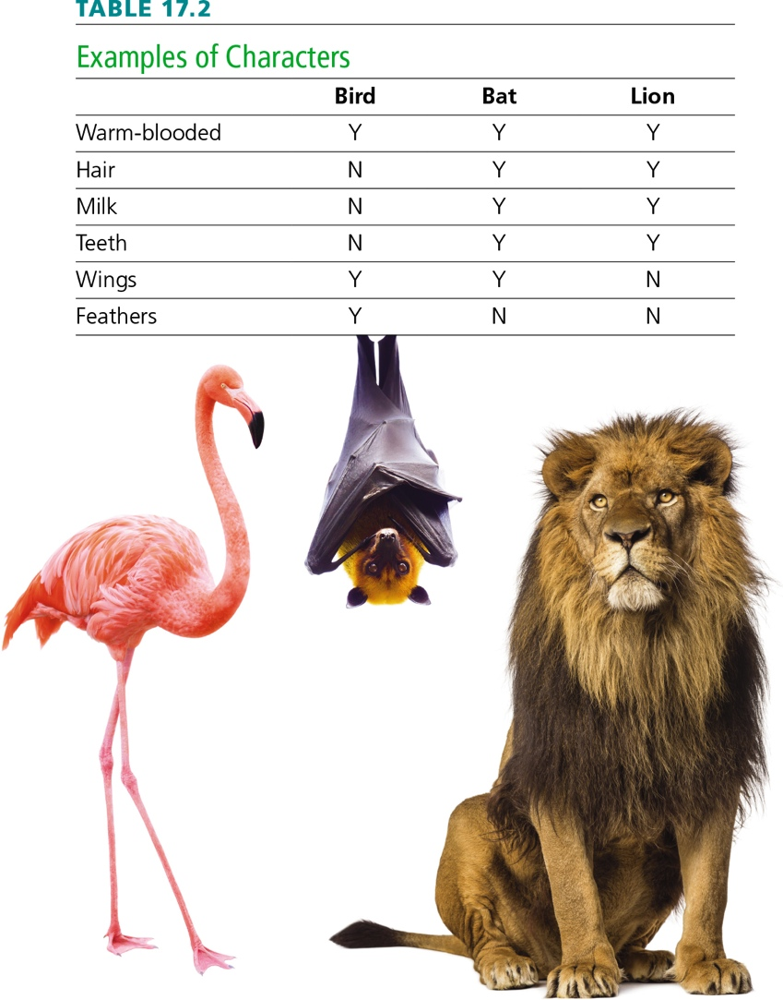 TABLE 17.2
Examples of Characters
Bird Bat Lion
Warm-blooded Y Y Y
Hair N Y Y
Milk N Y Y
Teeth N Y Y
Wings Y Y N
Feathers Y N N